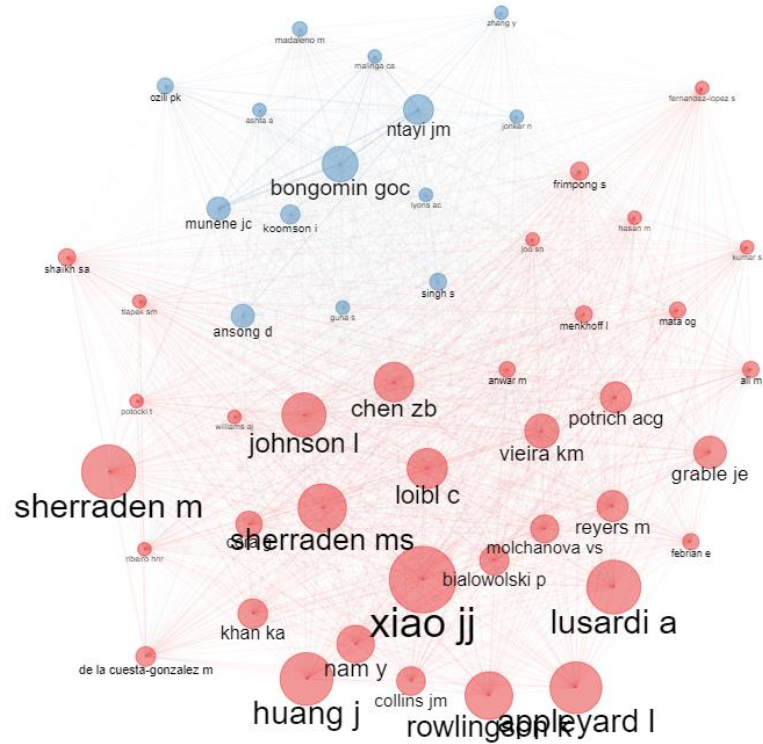 zhang y
madaleno m
malinga ca
ozili pk
fernandez-lopez s
ashta a
ntayi jm
jonker n
bongomin goc
frimpong s
lyons ac
munene jc
koomson i
hasan m
joo sh
kumar s
shaikh sa
singh s
tlapex sm
guha s
ansong d
menkhoff l
mata og
anwar m
ali m
potocki t
chen zb
potrich acg
williams aj
johnson l
vieira km
grable je
loibl c
sherraden m
reyers m
sherraden ms
molchanova vs
ribeiro hnr
febrian e
bialowolski p
xiao jj
lusardi a
khan ka
de la cuesta-gonzalez m
nam y
collins jm
huang j
rowlingson k
appleyard l